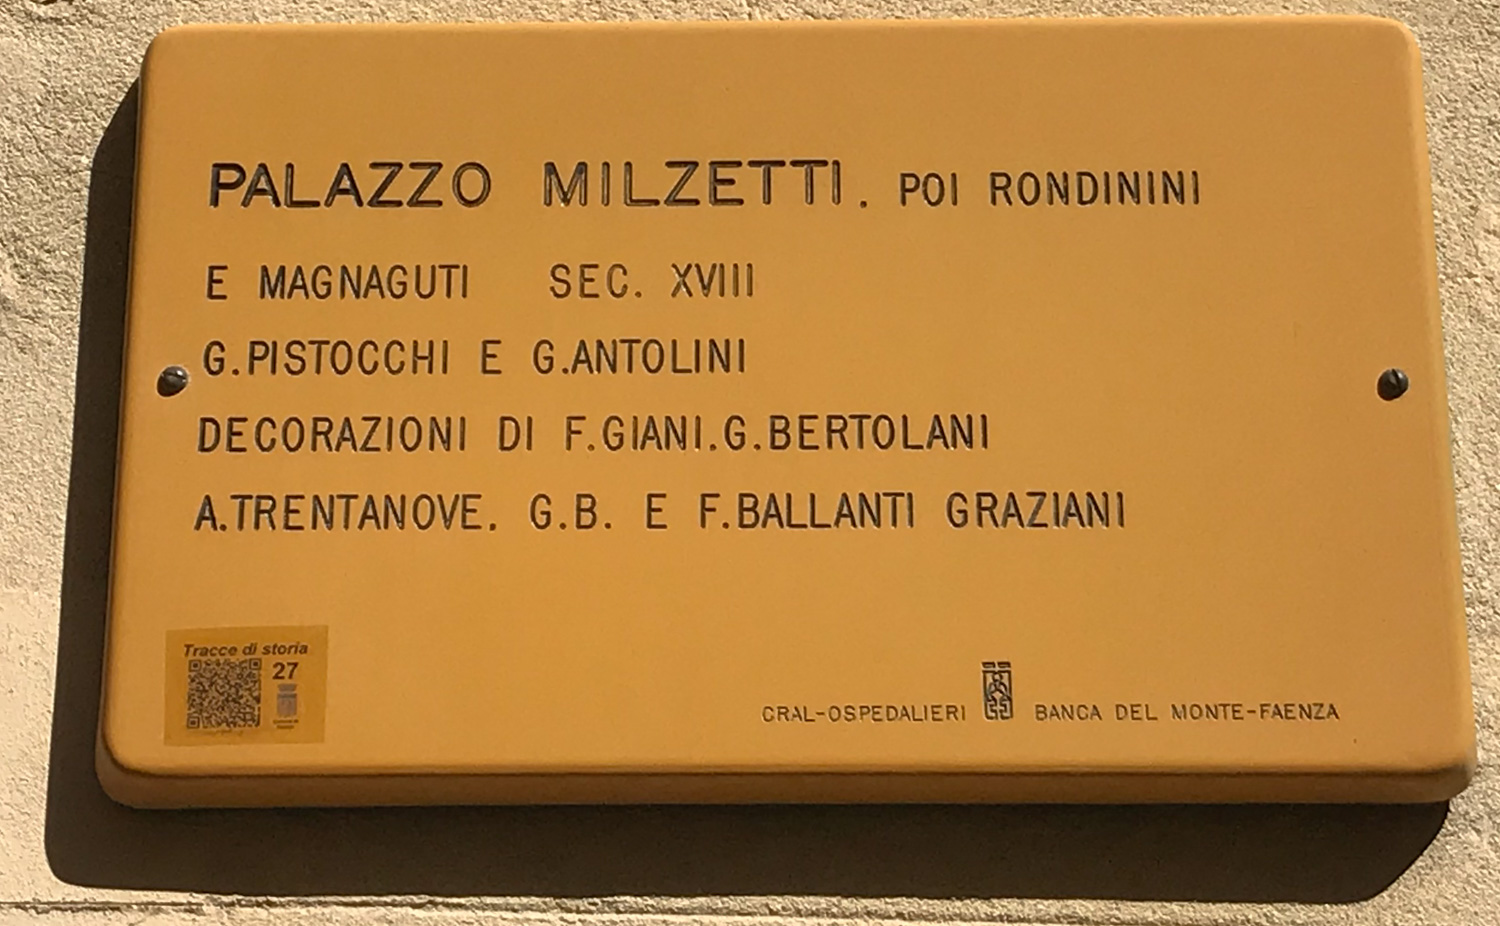 PALAZZO MILZETTI. POI RONDININI
E MAGNAGUTI SEC. XVIII
G.PISTOCCHI E G.ANTOLINI
DECORAZIONI DI F.GIANI.G.BERTOLANI
A.TRENTANOVE. G.B. E F.BALLANTI GRAZIANI
Tracce di storia
27
CRAL-OSPEDALIERI BANCA DEL MONTE-FAENZA